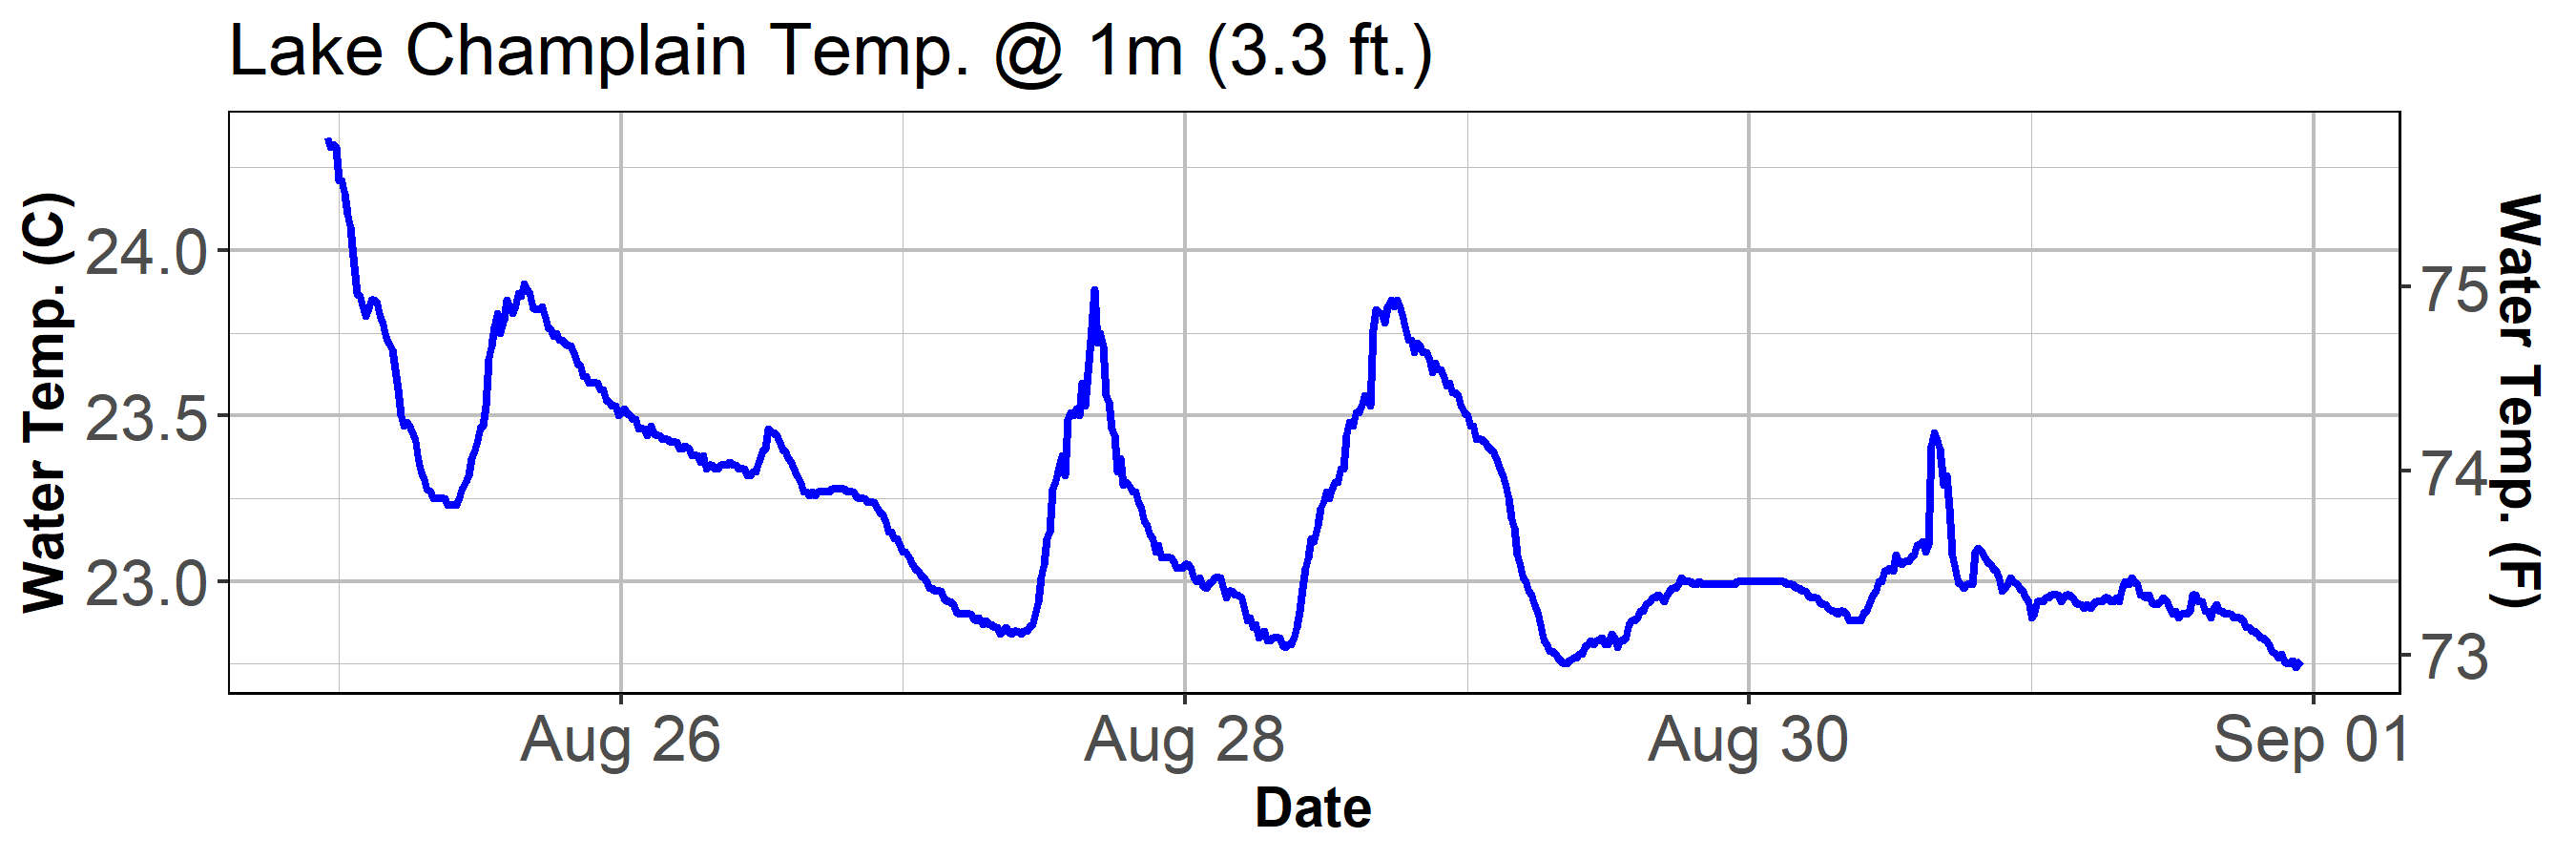 Lake Champlain Temp. @ 1m (3.3 ft.)
Water Temp. (C)
24.0
23.5
23.0
75
74
73
Water Temp. (F)
Aug 26
Aug 28
Aug 30
Sep 01
Date